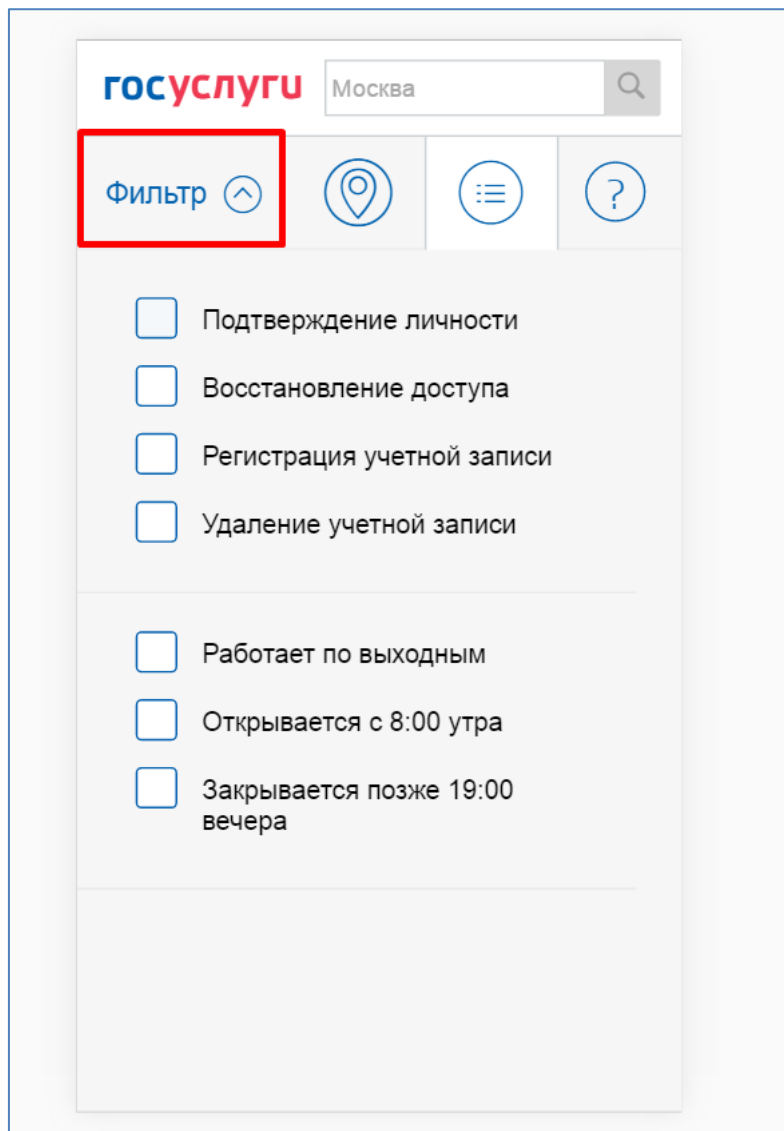 госуслуги Москва
Фильтр ?
Подтверждение личности
Восстановление доступа
Регистрация учетной записи
Удаление учетной записи
Работает по выходным
Открывается с 8:00 утра
Закрывается позже 19:00
вечера